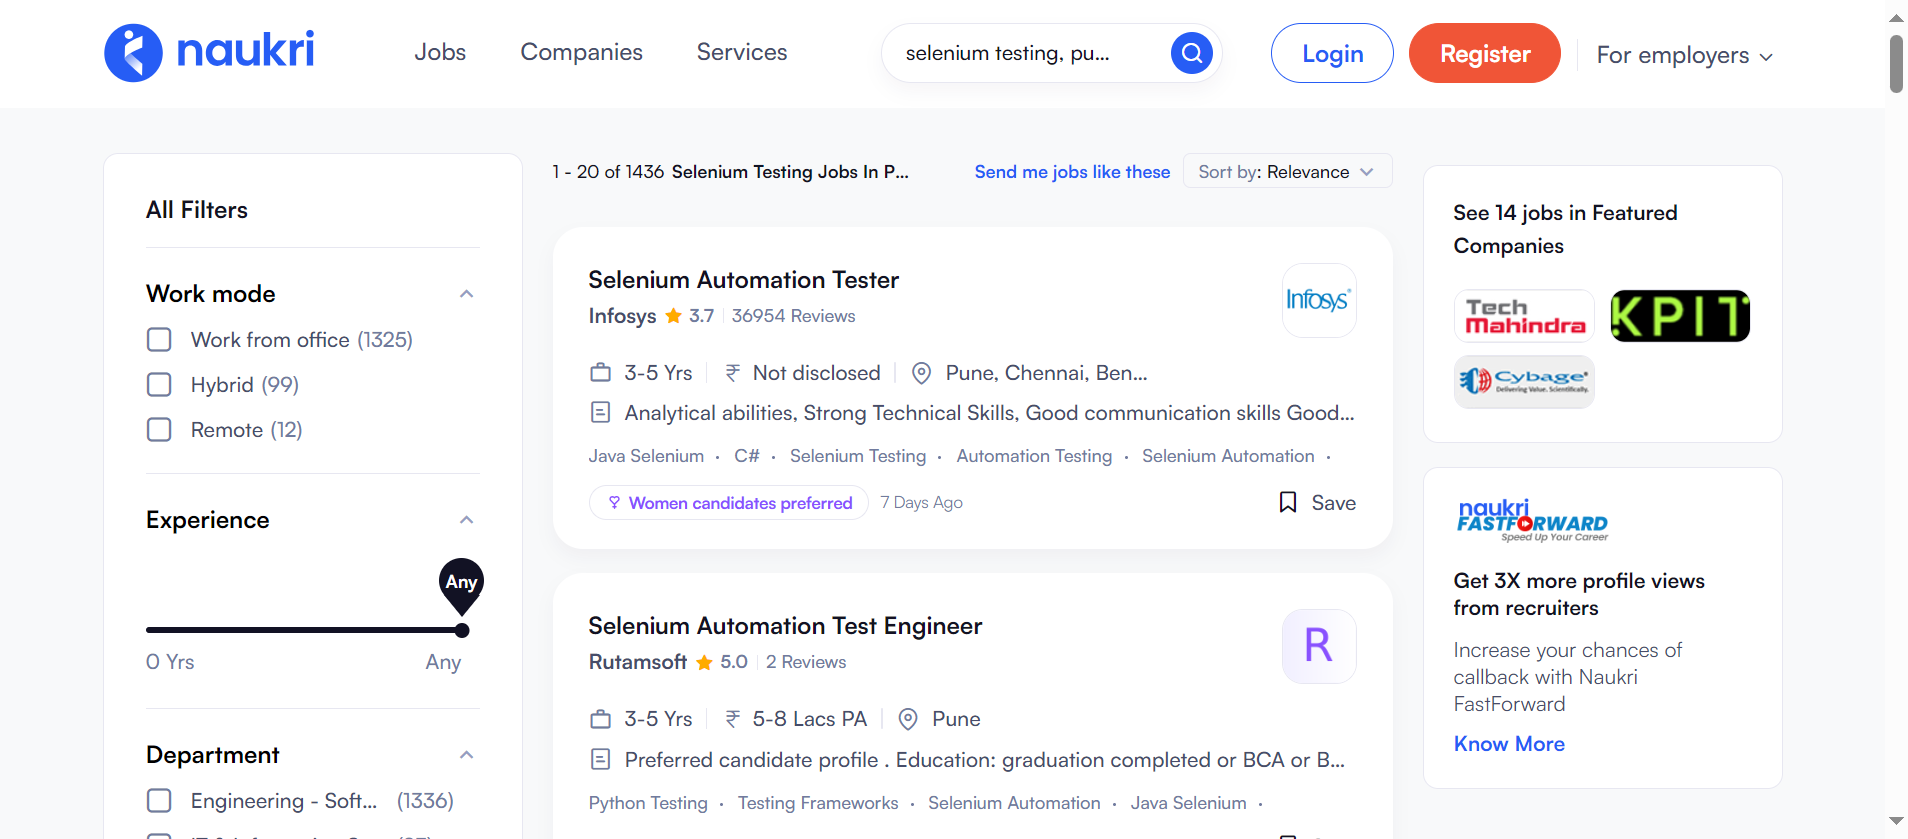 naukri
Jobs
Companies
Services
selenium testing, pu...
Login
Register
For employers
All Filters
Work mode
Work from office (1325)
Hybrid (99)
Remote (12)
Experience
Any
0 Yrs
Any
Department
Engineering - Soft... (1336)
1 - 20 of 1436 Selenium Testing Jobs In P...
Send me jobs like these
Sort by: Relevance
Selenium Automation Tester
Infosys 3.7 36954 Reviews
Infosys
3-5 Yrs Not disclosed Pune, Chennai, Ben...
Analytical abilities, Strong Technical Skills, Good communication skills Good...
Java Selenium · C# · Selenium Testing · Automation Testing · Selenium Automation ·
Women candidates preferred 7 Days Ago
Save
Selenium Automation Test Engineer
Rutamsoft 5.0 2 Reviews
R
3-5 Yrs ₹ 5-8 Lacs PA Pune
Preferred candidate profile . Education: graduation completed or BCA or B...
Python Testing · Testing Frameworks · Selenium Automation · Java Selenium ·
See 14 jobs in Featured
Companies
Tech
Mahindra
KPIT
Cybage
Delivering Value. Scientifically.
naukri
FASTFORWARD
Speed Up Your Career
Get 3X more profile views
from recruiters
Increase your chances of
callback with Naukri
FastForward
Know More